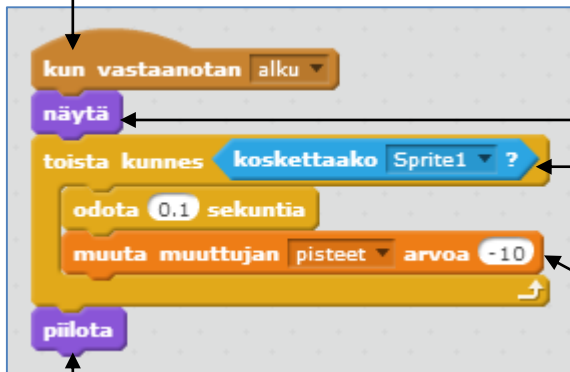 kun vastaanotan alku
näytä
toista kunnes koskettaako Sprite1 ?
odota 0.1 sekuntia
muuta muuttujan pisteet arvoa -10
piilota